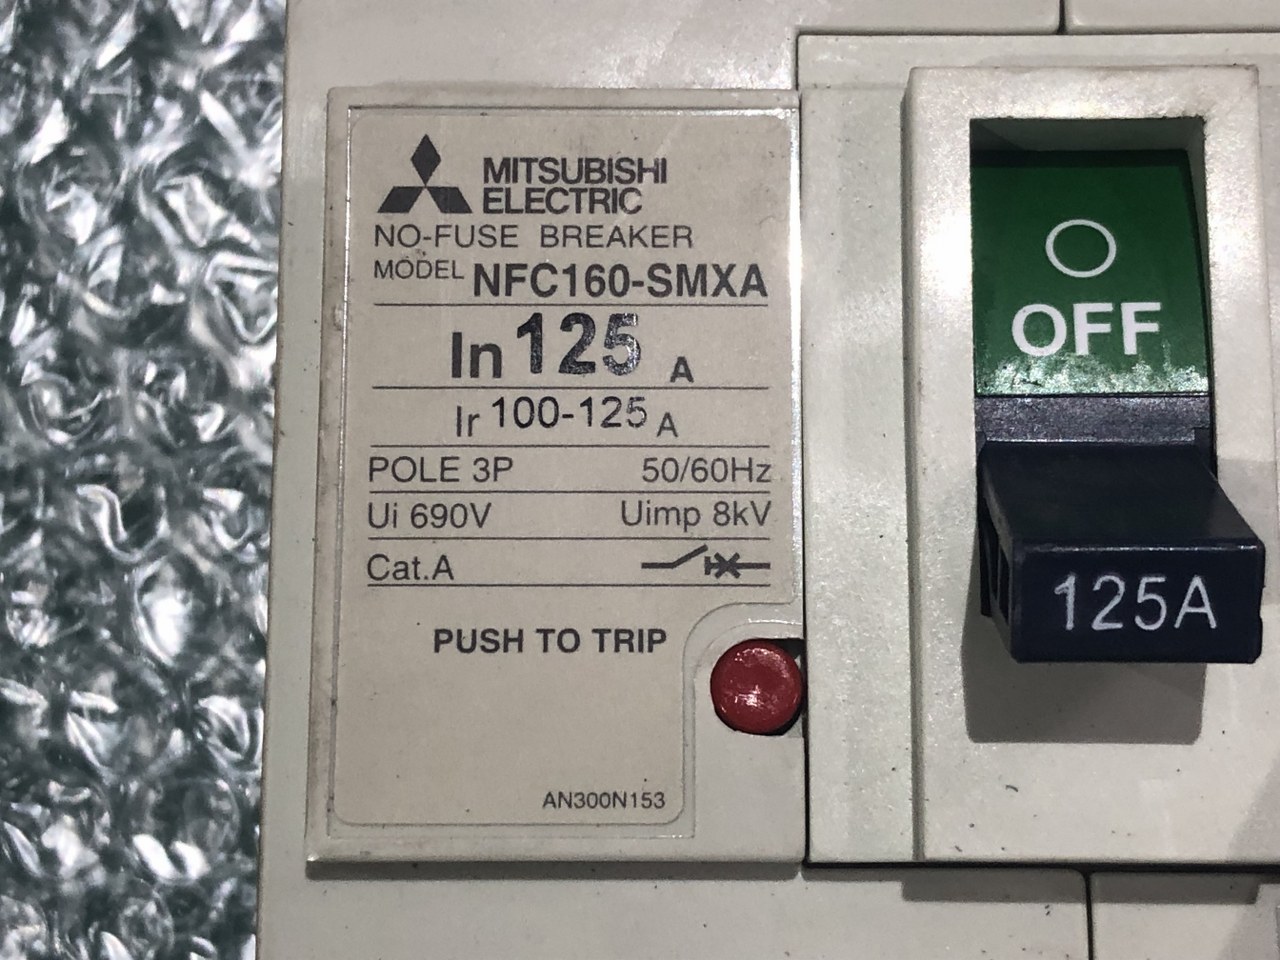 MITSUBISHI
ELECTRIC
NO-FUSE BREAKER
MODEL NFC160-SMXA
In 125 A
Ir 100-125 A
POLE 3P 50/60Hz
Ui 690V Uimp 8kV
Cat.A
PUSH TO TRIP
AN300N153
OFF
125A